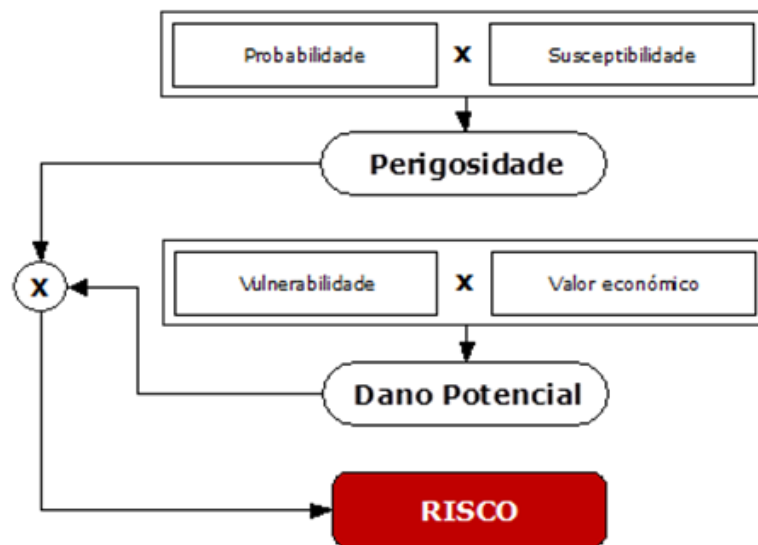 Probabilidade x Susceptibilidade
Perigosidade
x
Vulnerabilidade x Valor económico
Dano Potencial
RISCO